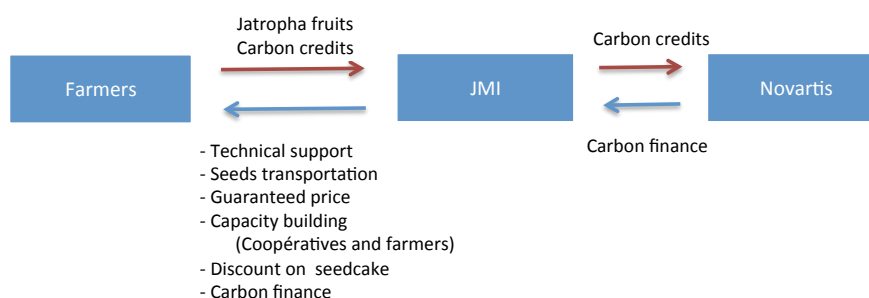 Jatropha fruits
Carbon credits
Carbon credits
Farmers
JMI
Novartis
Carbon finance
- Technical support
- Seeds transportation
- Guaranteed price
- Capacity building
(Coopératives and farmers)
- Discount on seedcake
- Carbon finance